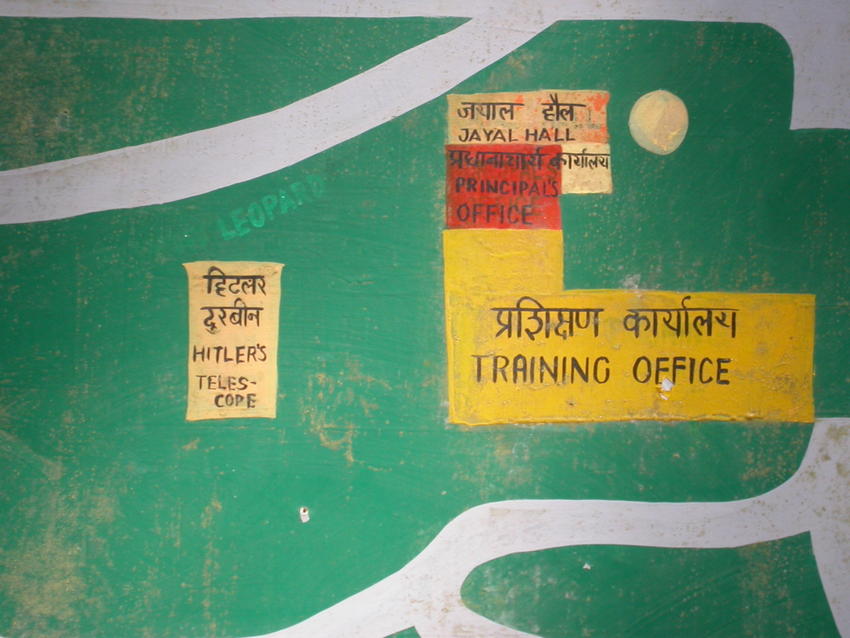 जयाल हौल
JAYAL HALL
प्रधानाचार्य कार्यालय
PRINCIPAL'S
OFFICE
LEOPARD
हिटलर
दुरबीन
HITLER'S
TELES-
COPE
प्रशिक्षण कार्यालय
TRAINING OFFICE